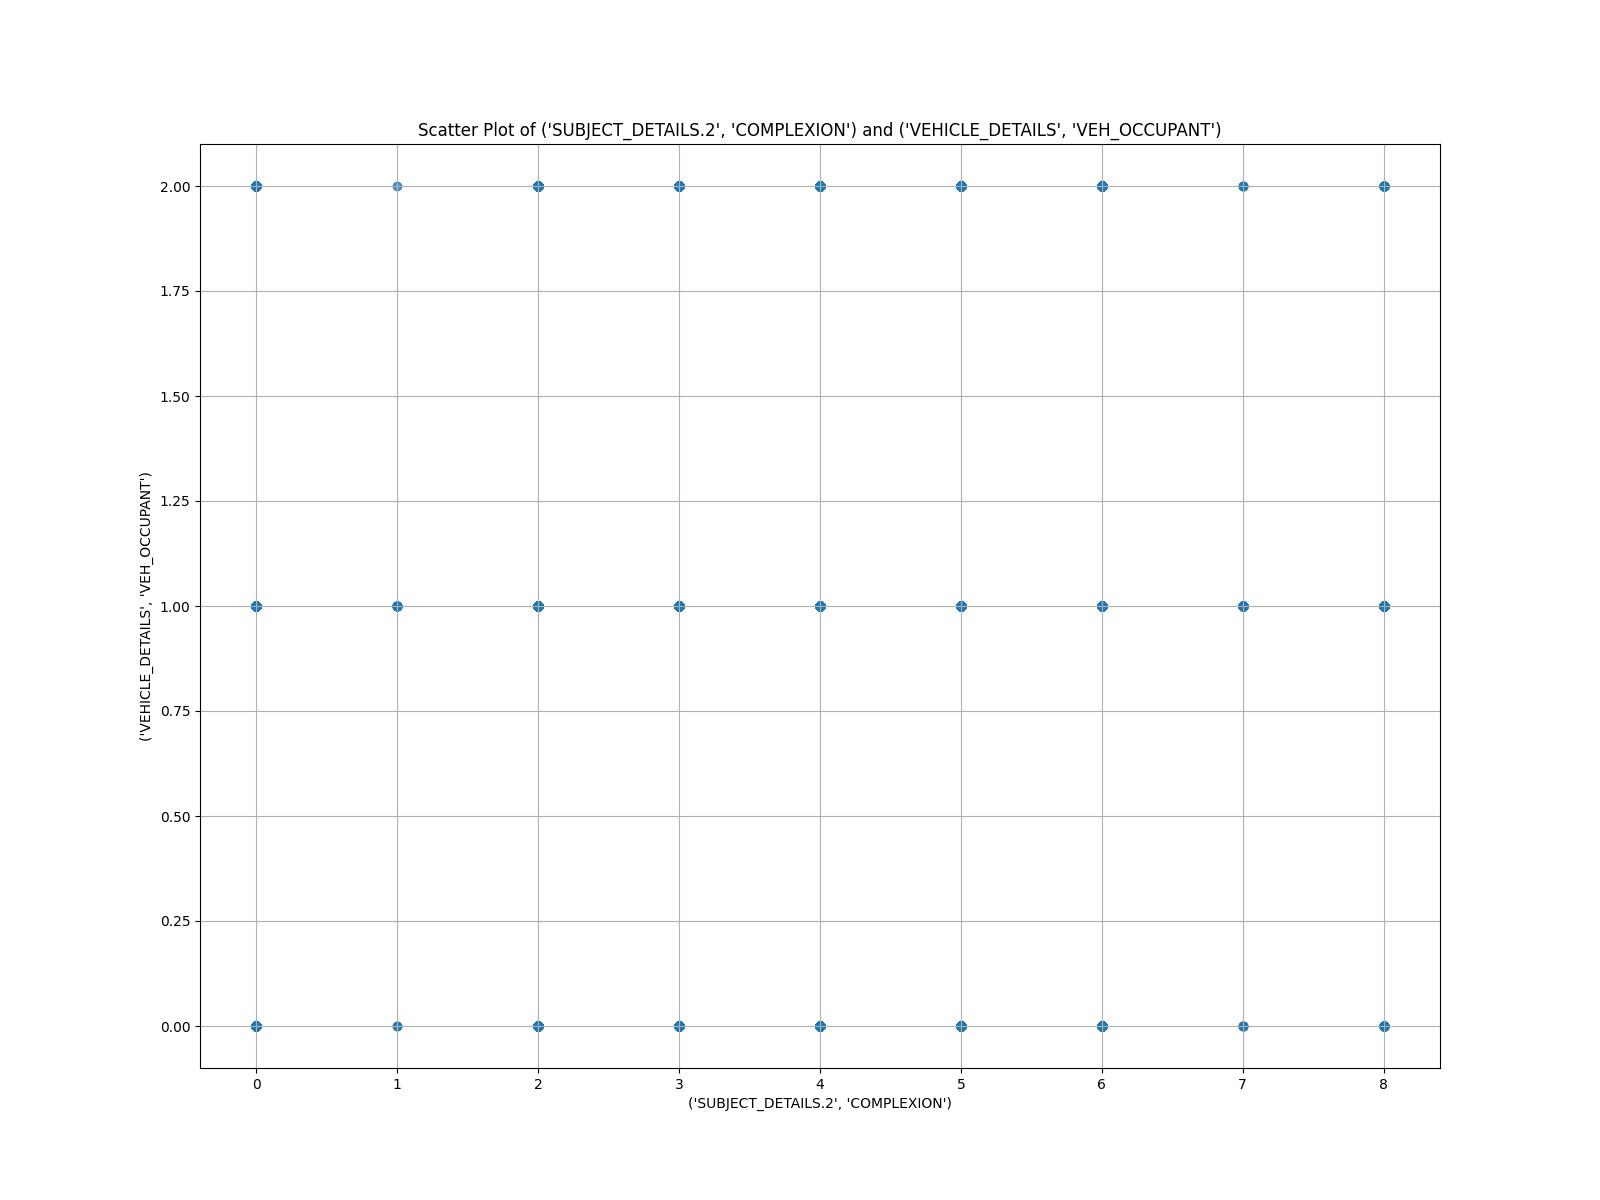 Scatter Plot of ('SUBJECT_DETAILS.2', 'COMPLEXION') and ('VEHICLE_DETAILS', 'VEH_OCCUPANT')
('VEHICLE_DETAILS', 'VEH_OCCUPANT')
2.00
1.75
1.50
1.25
1.00
0.75
0.50
0.25
0.00
0 1 2 3 4 5 6 7 8
('SUBJECT_DETAILS.2', 'COMPLEXION')